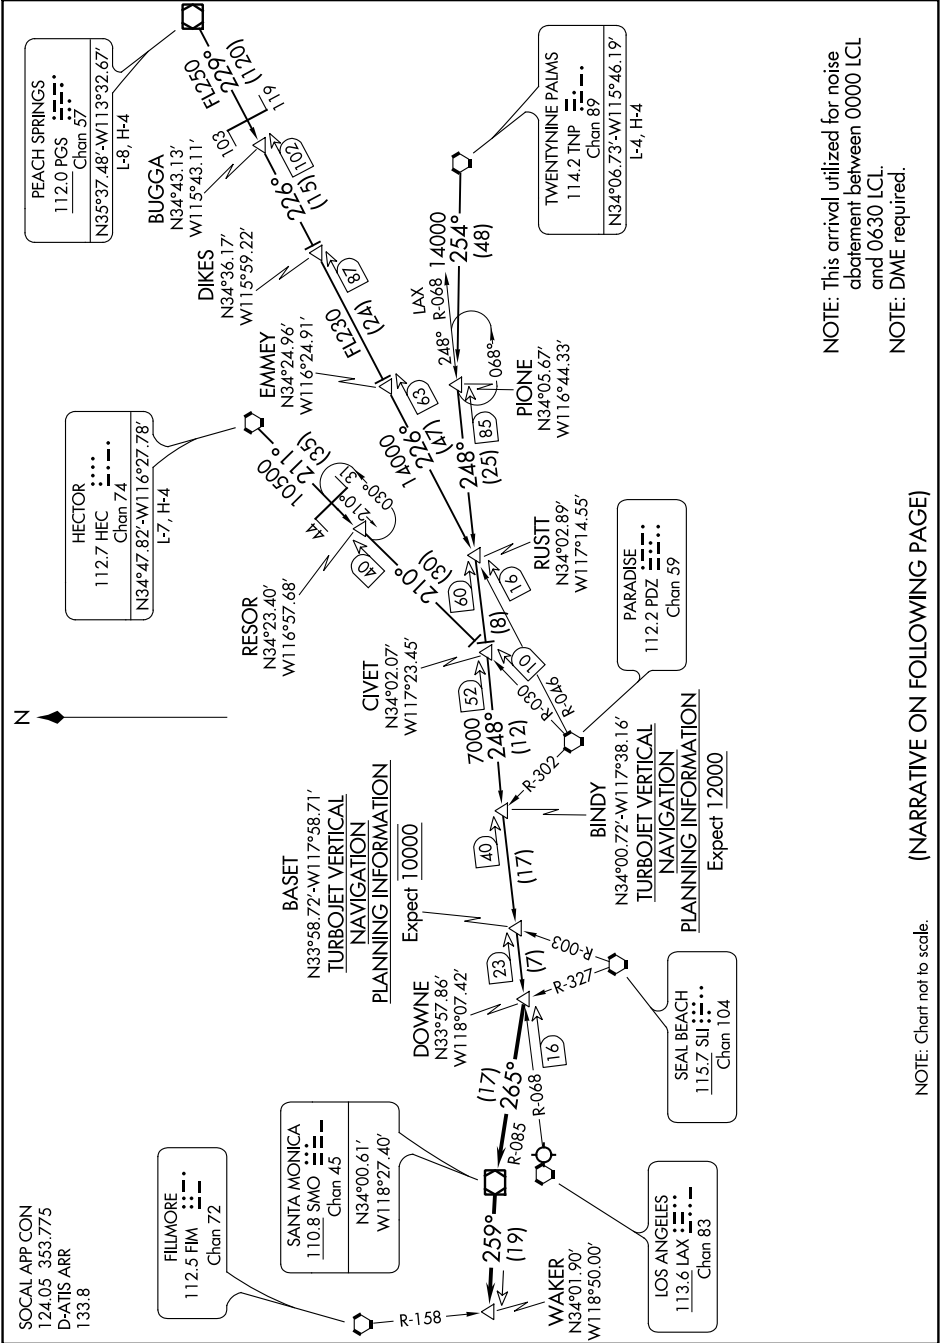 SOCAL APP CON
124.05 353.775
D-ATIS ARR
133.8
FILLMORE
112.5 FIM
Chan 72
SANTA MONICA
110.8 SMO
Chan 45
N34°00.61′
W118°27.40′
R-158
WAKER
N34°01.90′
W118°50.00′
259°
(19)
LOS ANGELES
113.6 LAX
Chan 83
R-085
R-068
16
(17)
265°
DOWNE
N33°57.86′
W118°07.42′
SEAL BEACH
115.7 SLI
Chan 104
R-327
R-003
23
(7)
BASET
N33°58.72′-W117°58.71′
TURBOJET VERTICAL
NAVIGATION
PLANNING INFORMATION
Expect 10000
40
(17)
BINDY
N34°00.72′-W117°38.16′
TURBOJET VERTICAL
NAVIGATION
PLANNING INFORMATION
Expect 12000
N
7000
248°
(12)
52
CIVET
N34°02.07′
W117°23.45′
R-302
R-030
R-046
10
16
PARADISE
112.2 PDZ
Chan 59
(8)
60
RUSTT
N34°02.89′
W117°14.55′
210°
(30)
RESOR
N34°23.40′
W116°57.68′
40
44
210°
030°
31
10500
211°
(35)
HECTOR
112.7 HEC
Chan 74
N34°47.82′-W116°27.78′
L-7, H-4
14000
226°
(47)
63
EMMEY
N34°24.96′
W116°24.91′
FL230
(24)
87
DIKES
N34°36.17′
W115°59.22′
226°
(15)
102
BUGGA
N34°43.13′
W115°43.11′
103
119
FL250
229°
(120)
PEACH SPRINGS
112.0 PGS
Chan 57
N35°37.48′-W113°32.67′
L-8, H-4
248°
(25)
85
PIONE
N34°05.67′
W116°44.33′
248°
068°
LAX
R-068
14000
254°
(48)
TWENTYNINE PALMS
114.2 TNP
Chan 89
N34°06.73′-W115°46.19′
L-4, H-4
NOTE: This arrival utilized for noise
abatement between 0000 LCL
and 0630 LCL.
NOTE: DME required.
NOTE: Chart not to scale.
(NARRATIVE ON FOLLOWING PAGE)